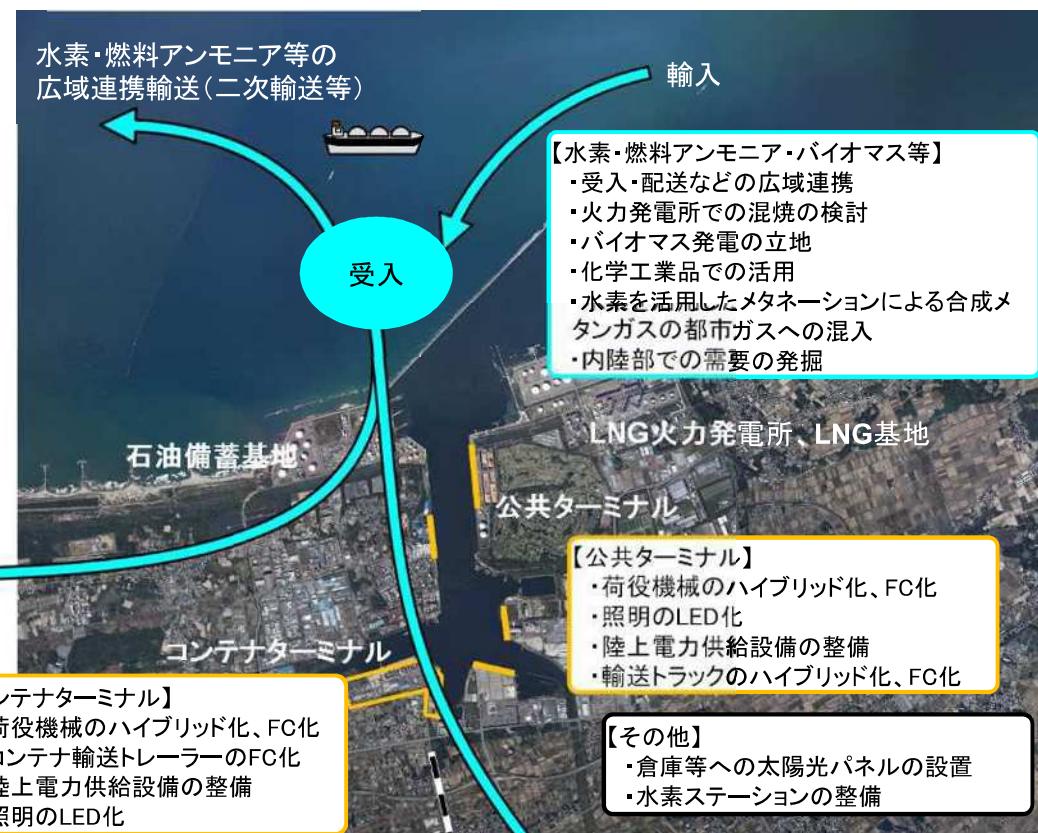 水素・燃料アンモニア等の
広域連携輸送（二次輸送等）
輸入
受入
【水素・燃料アンモニア・バイオマス等】
・受入・配送などの広域連携
・火力発電所での混焼の検討
・バイオマス発電の立地
・化学工業品での活用
・水素を活用したメタネーションによる合成メ
タンガスの都市ガスへの混入
・内陸部での需要の発掘
石油備蓄基地
LNG火力発電所、LNG基地
公共ターミナル
【公共ターミナル】
・荷役機械のハイブリッド化、FC化
・照明のLED化
・陸上電力供給設備の整備
・輸送トラックのハイブリッド化、FC化
コンテナターミナル
ンテナターミナル】
荷役機械のハイブリッド化、FC化
コンテナ輸送トレーラーのFC化
陸上電力供給設備の整備
照明のLED化
【その他】
・倉庫等への太陽光パネルの設置
・水素ステーションの整備